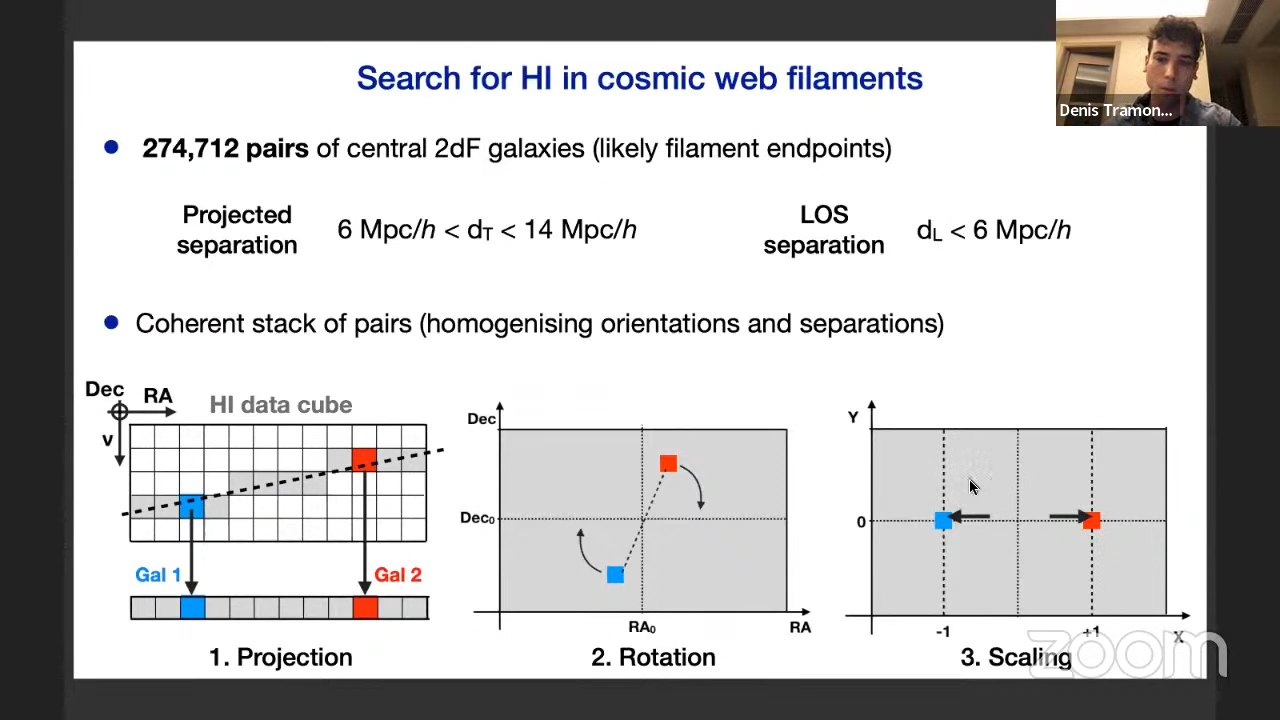 Search for HI in cosmic web filaments
Denis Tramon...
● 274,712 pairs of central 2dF galaxies (likely filament endpoints)
Projected
separation
6 Mpc/h < dT < 14 Mpc/h
LOS
separation
dL < 6 Mpc/h
● Coherent stack of pairs (homogenising orientations and separations)
Dec
RA
HI data cube
ν
Gal 1
Gal 2
1. Projection
Dec
Dec₀
RA₀
RA
2. Rotation
Y
0
-1
+1
X
3. Scaling
zoom